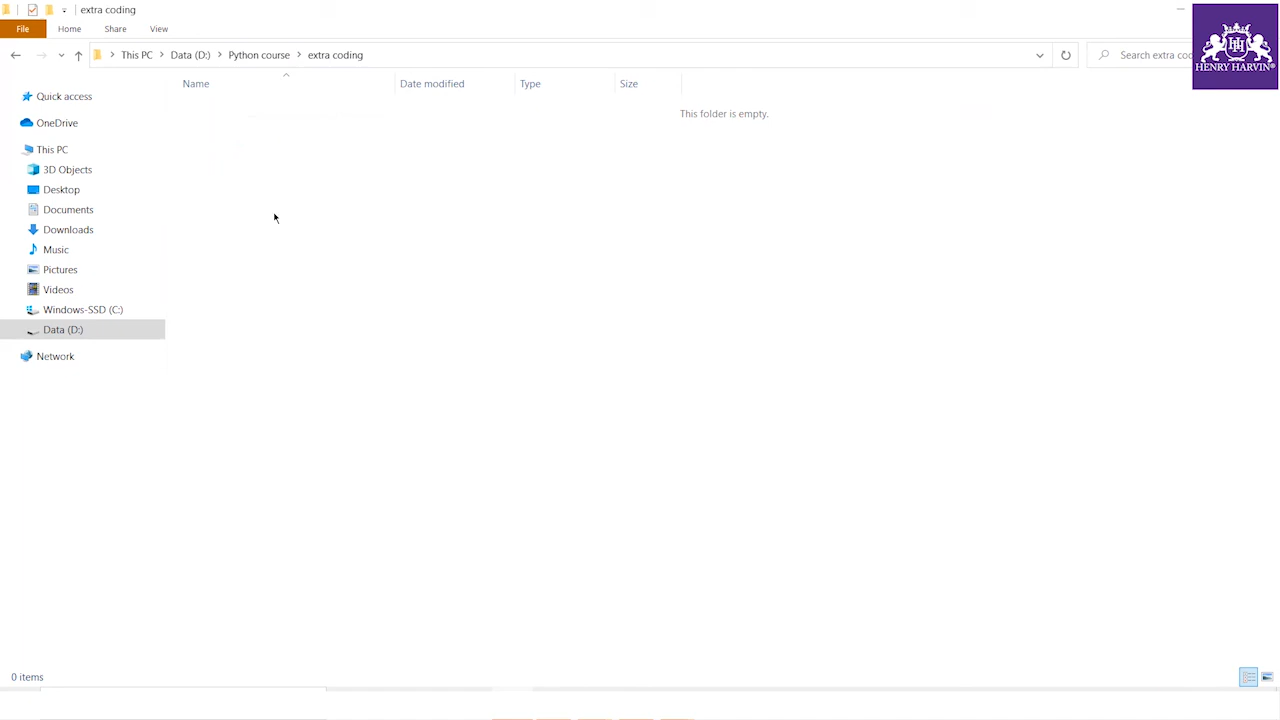 extra coding
File Home Share View
This PC Data (D:) Python course extra coding
Search extra co
HENRY HARVIN®
Name Date modified Type Size
This folder is empty.
Quick access
OneDrive
This PC
3D Objects
Desktop
Documents
Downloads
Music
Pictures
Videos
Windows-SSD (C:)
Data (D:)
Network
0 items